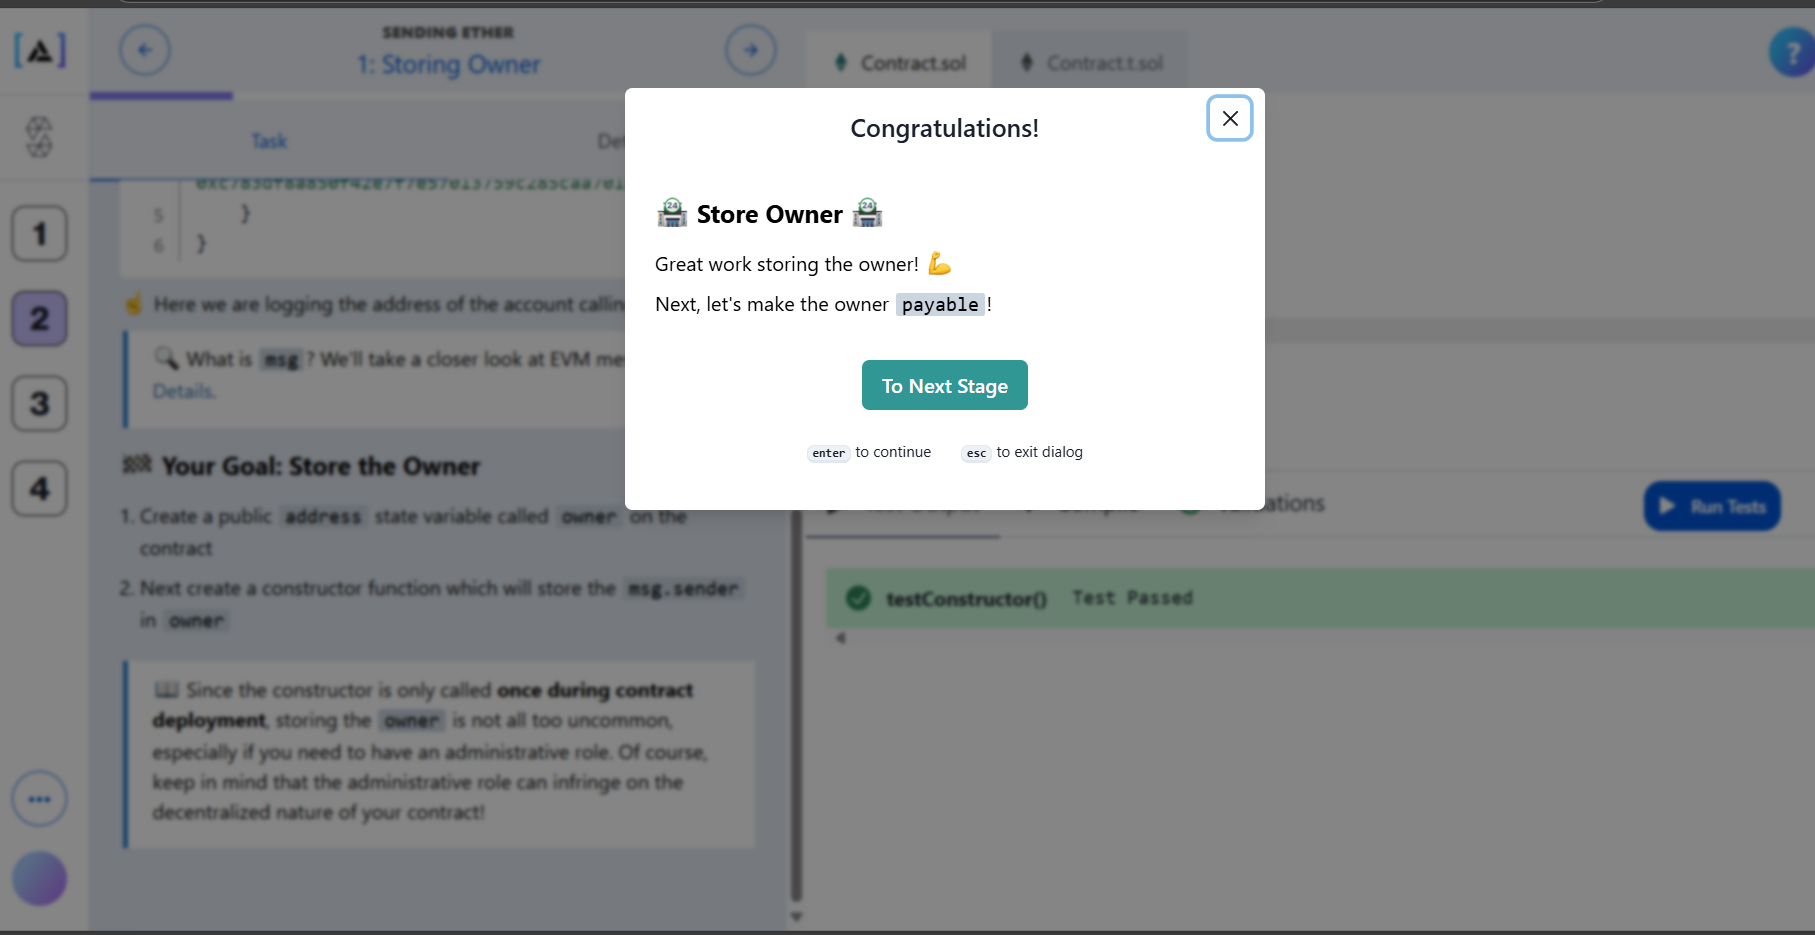 SENDING ETHER
1: Storing Owner
Contract.sol
Contract.t.sol
?
Task
5 }
6 }
Here we are logging the address of the account
What is msg? We'll take a closer look at EVM
Details.
1
2
3
4
Your Goal: Store the Owner
1. Create a public address state variable called owner on the
contract
2. Next create a constructor function which will store the msg.sender
in owner
Since the constructor is only called once during contract
deployment, storing the owner is not all too uncommon,
especially if you need to have an administrative role. Of course,
keep in mind that the administrative role can infringe on the
decentralized nature of your contract!
Congratulations!
Store Owner
Great work storing the owner!
Next, let's make the owner payable!
To Next Stage
enter to continue esc to exit dialog
Run Tests
testConstructor() Test Passed